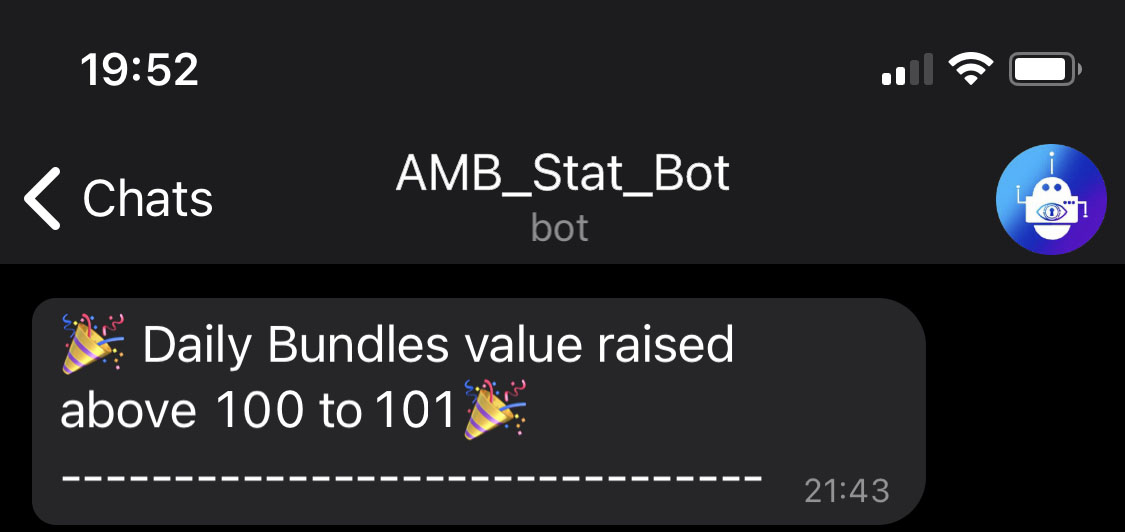 19:52
Chats
AMB_Stat_Bot
bot
🎉 Daily Bundles value raised
above 100 to 101🎉
-------------------------------
21:43